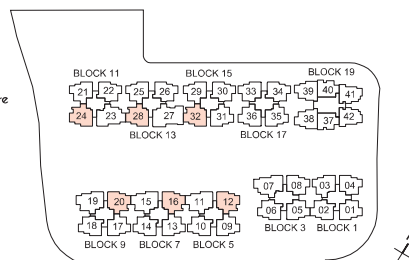 BLOCK 11 BLOCK 15 BLOCK 19
21 22 25 26 29 30 33 34 39 40 41
re
24 23 28 27 32 31 36 35 38 37 42
BLOCK 13 BLOCK 17
07 08 03 04
19 20 15 16 11 12
06 05 02 01
18 17 14 13 10 09
BLOCK 3 BLOCK 1
BLOCK 9 BLOCK 7 BLOCK 5